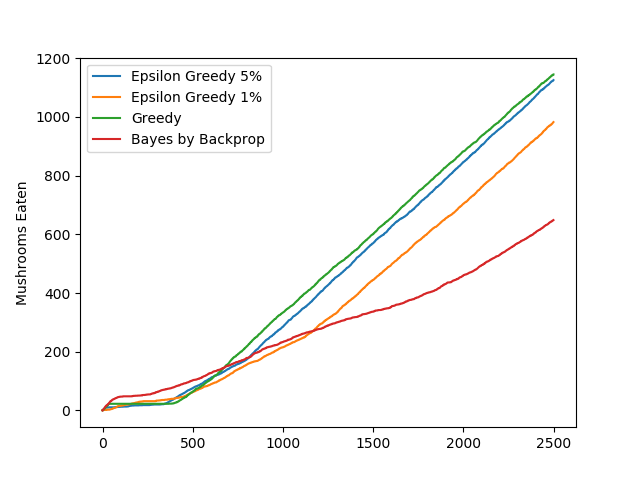 Epsilon Greedy 5%
Epsilon Greedy 1%
Greedy
Bayes by Backprop
Mushrooms Eaten
1200
1000
800
600
400
200
0
0 500 1000 1500 2000 2500